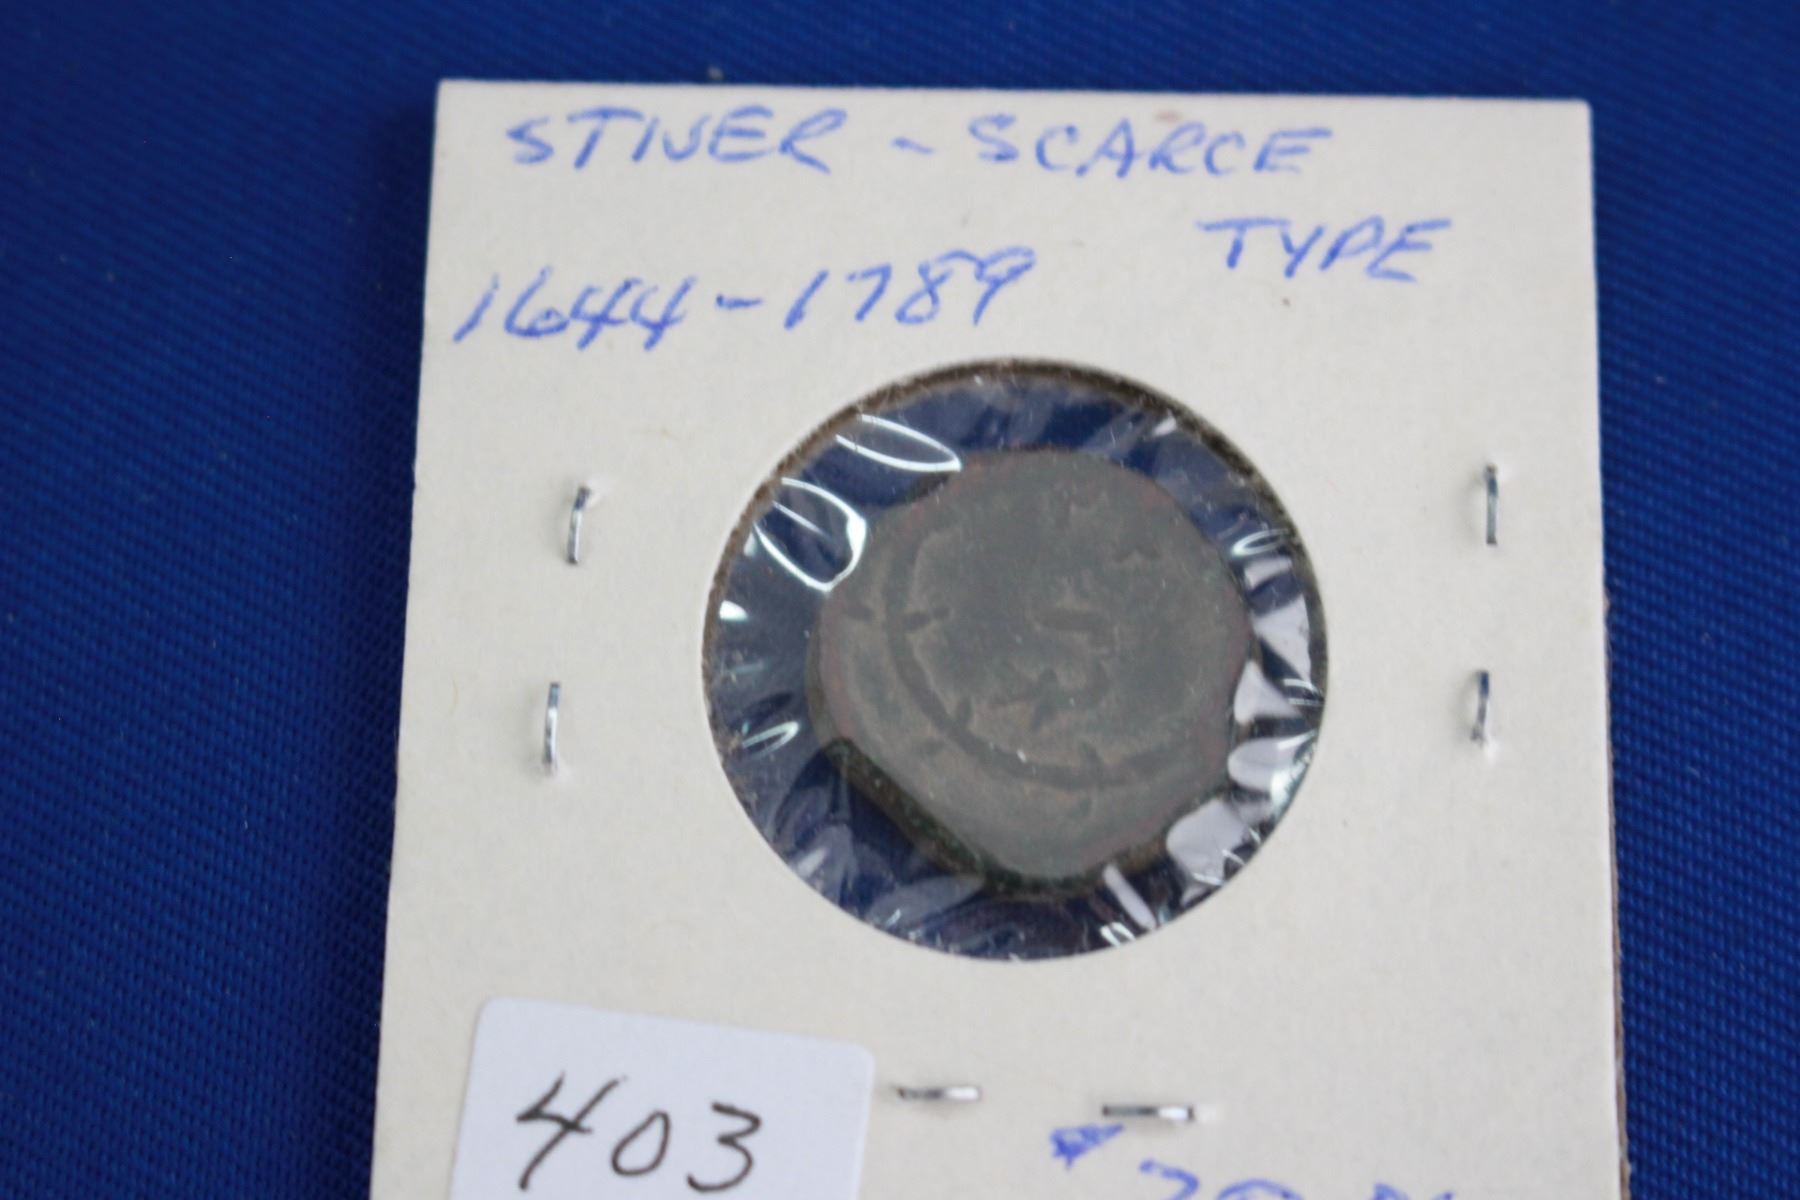 STIVER - SCARCE
TYPE
1644-1789
403